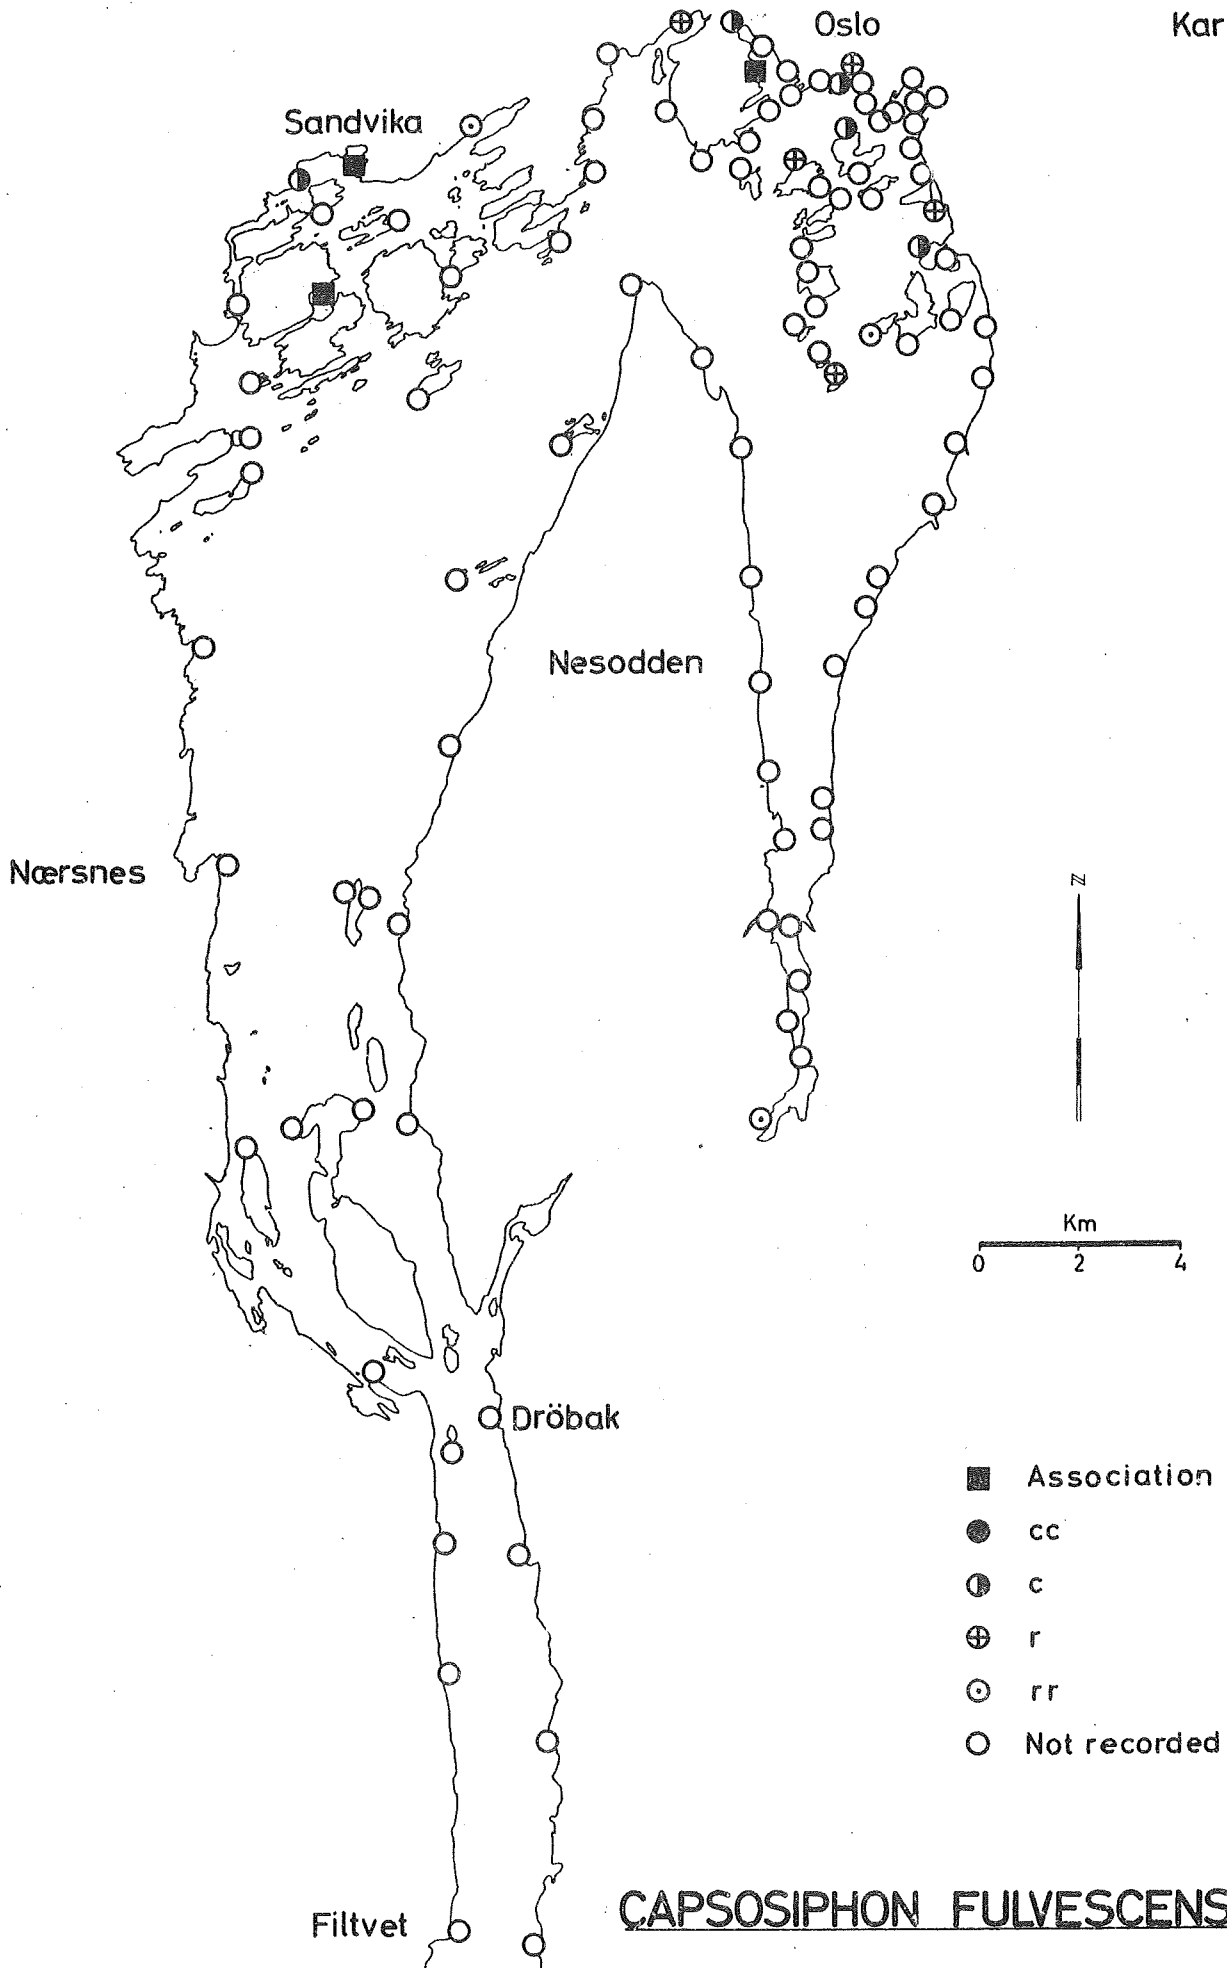 Oslo
Kar
Sandvika
Nesodden
Nærsnes
N
Km
0 2 4
Dröbak
Association
cc
c
r
rr
Not recorded
Filtvet
CAPSOSIPHON FULVESCENS